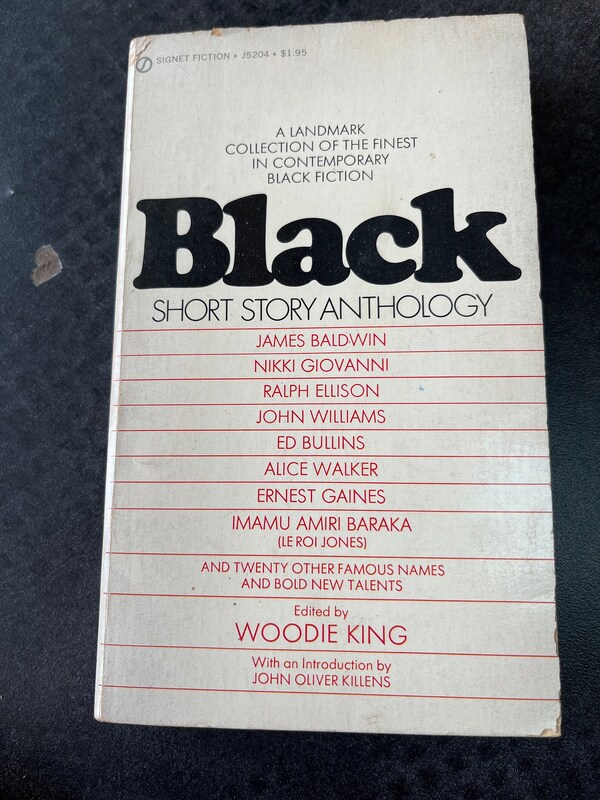 SIGNET FICTION • J5204 • $1.95
A LANDMARK
COLLECTION OF THE FINEST
IN CONTEMPORARY
BLACK FICTION
Black
SHORT STORY ANTHOLOGY
JAMES BALDWIN
NIKKI GIOVANNI
RALPH ELLISON
JOHN WILLIAMS
ED BULLINS
ALICE WALKER
ERNEST GAINES
IMAMU AMIRI BARAKA
(LE ROI JONES)
AND TWENTY OTHER FAMOUS NAMES
AND BOLD NEW TALENTS
Edited by
WOODIE KING
With an Introduction by
JOHN OLIVER KILLENS